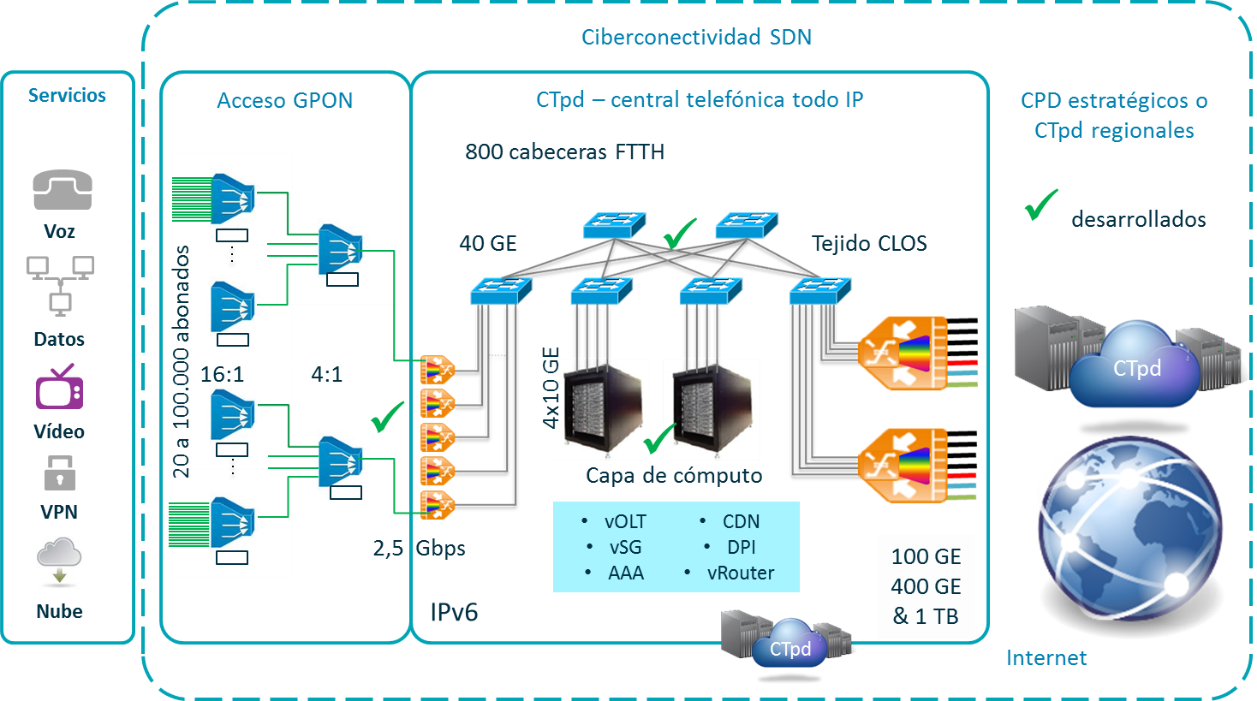 Ciberconectividad SDN
Servicios
Voz
Datos
Vídeo
VPN
Nube
Acceso GPON
20 a 100.000 abonados
16:1
4:1
2,5 Gbps
CTpd – central telefónica todo IP
800 cabeceras FTTH
40 GE
Tejido CLOS
4x10 GE
Capa de cómputo
• vOLT
• vSG
• AAA
• CDN
• DPI
• vRouter
100 GE
400 GE
& 1 TB
IPv6
CTpd
CPD estratégicos o
CTpd regionales
desarrollados
CTpd
Internet